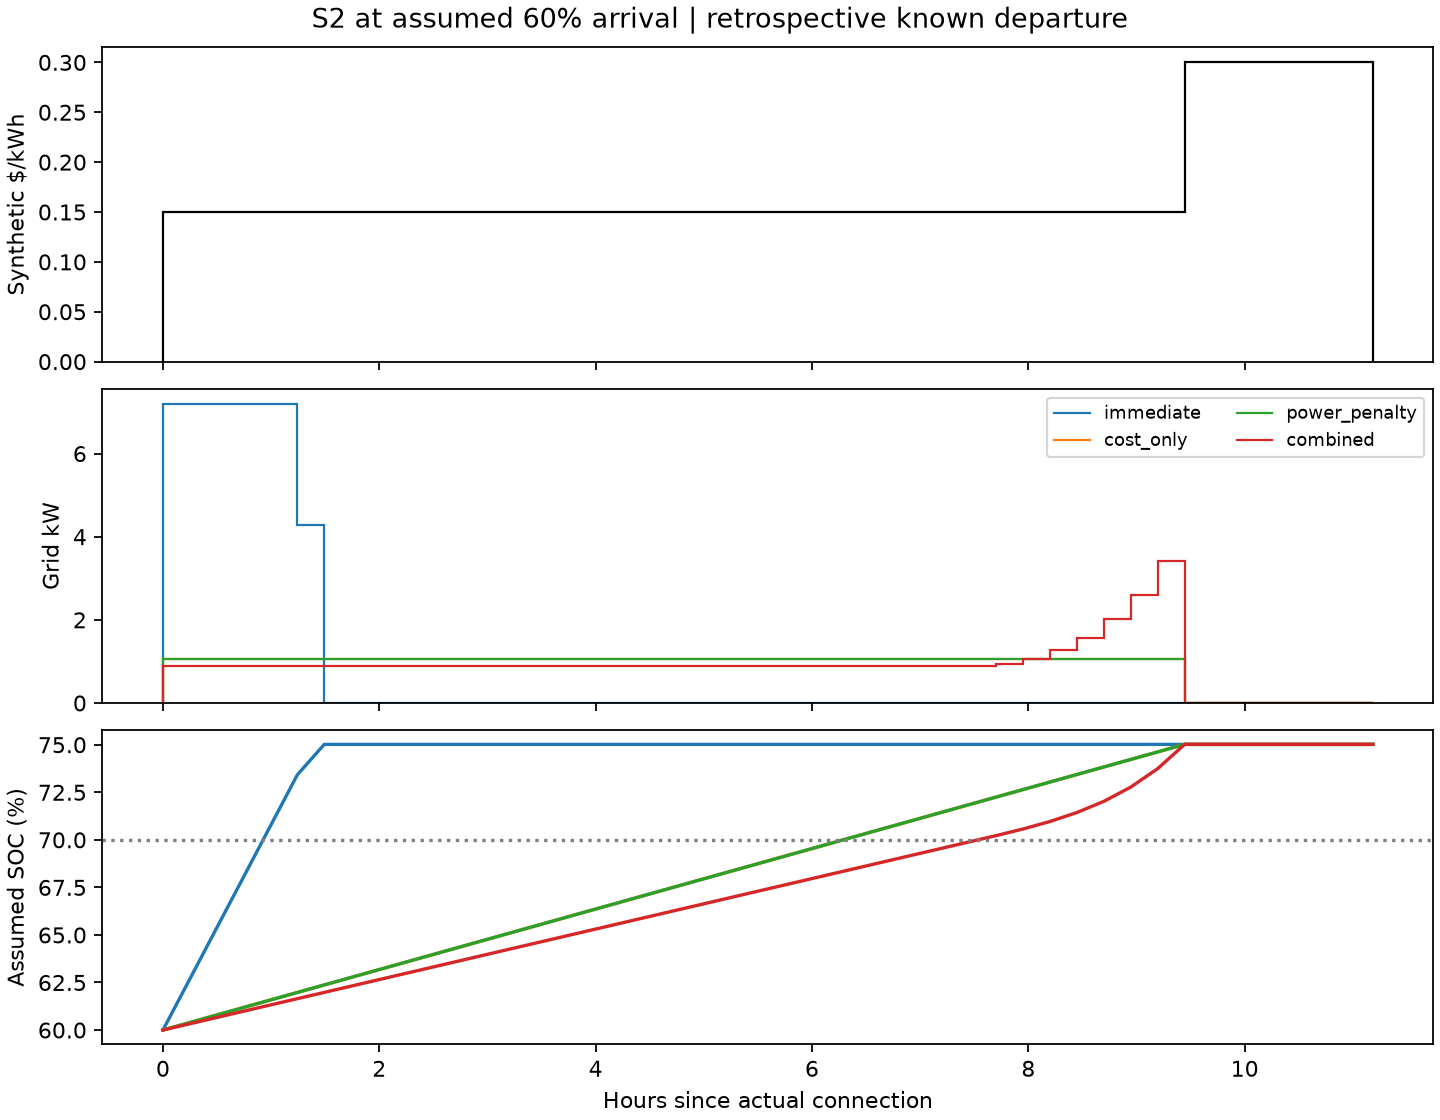 S2 at assumed 60% arrival | retrospective known departure
Synthetic $/kWh
0.30
0.25
0.20
0.15
0.10
0.05
0.00
Grid kW
6
4
2
0
immediate
cost_only
power_penalty
combined
Assumed SOC (%)
75.0
72.5
70.0
67.5
65.0
62.5
60.0
0 2 4 6 8 10
Hours since actual connection